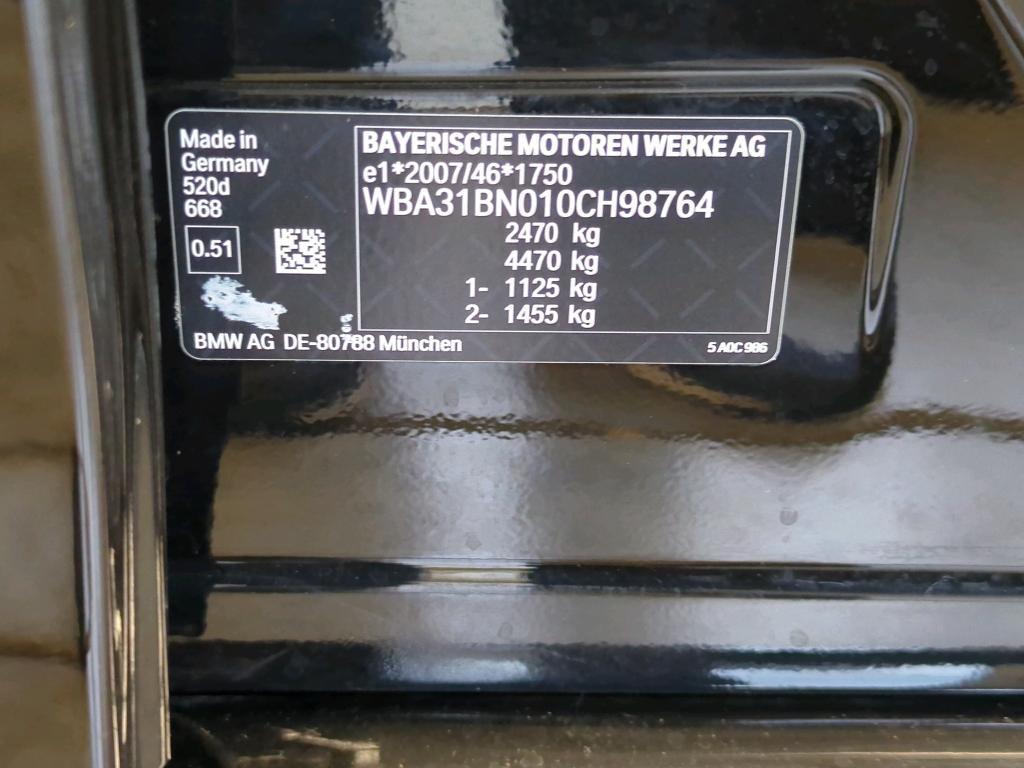 Made in
Germany
520d
668
0.51
BAYERISCHE MOTOREN WERKE AG
e1*2007/46*1750
WBA31BN010CH98764
2470 kg
4470 kg
1- 1125 kg
2- 1455 kg
BMW AG DE-80788 München
5 A0C 986